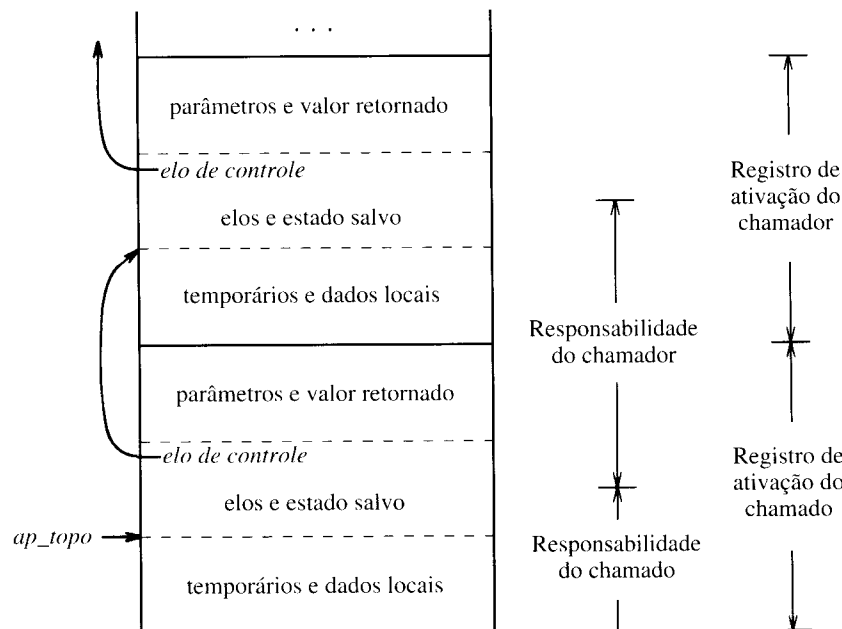 . . .
parâmetros e valor retornado
elo de controle
elos e estado salvo
temporários e dados locais
parâmetros e valor retornado
elo de controle
elos e estado salvo
ap_topo
temporários e dados locais
Responsabilidade
do chamador
Responsabilidade
do chamado
Registro de
ativação do
chamador
Registro de
ativação do
chamado